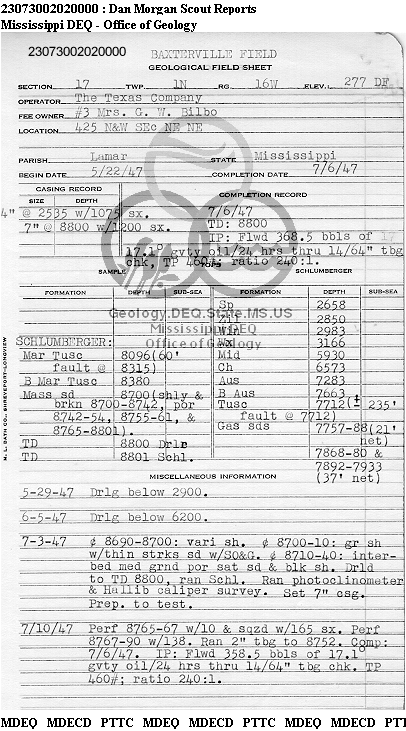 23073002020000 : Dan Morgan Scout Reports
Mississippi DEQ - Office of Geology
23073002020000
BAXTERVILLE FIELD
GEOLOGICAL FIELD SHEET
SECTION 17 TWP. 1N RG. 16W ELEV. 277 DF
OPERATOR The Texas Company
FEE OWNER #3 Mrs. G. W. Bilbo
LOCATION 425 N&W SEc NE NE
PARISH Lamar STATE Mississippi
BEGIN DATE 5/22/47 COMPLETION DATE 7/6/47
CASING RECORD COMPLETION RECORD
SIZE DEPTH
4" @ 2535 w/1075 sx. 7/6/47
7" @ 8800 w/1200 sx. TD: 8800
IP: Flwd 368.5 bbls of 17
17.1° gvty oil/24 hrs thru 14/64" tbg
chk, TP 460#; ratio 240:1.
SAMPLE TOPS SCHLUMBERGER
FORMATION DEPTH SUB-SEA FORMATION DEPTH SUB-SEA
Sp 2658
Geology.DEQ.State.MS.US
Zil 2850
Mississippi DEQ
Win 2983
Office of Geology
SCHLUMBERGER: Wx 3166
Mar Tusc 8096(60' Mid 5930
fault @ 8315) Ch 6573
B Mar Tusc 8380 Aus 7283
Mass sd 8700(shly & B Aus 7663
brkn 8700-8742, por Tusc 7712(± 235'
8742-54, 8755-61, & fault @ 7712)
8765-8801). Gas sds 7757-88(21'
net)
TD 8800 Drlr 7868-80 &
TD 8801 Schl. 7892-7933
(37' net)
M. L. BATH CO., SHREVEPORT-LONGVIEW
MISCELLANEOUS INFORMATION
5-29-47 Drlg below 2900.
6-5-47 Drlg below 6200.
7-3-47 ¢ 8690-8700: vari sh. ¢ 8700-10: gr sh
w/thin strks sd w/SO&G. ¢ 8710-40: inter-
bed med grnd por sat sd & blk sh. Drld
to TD 8800, ran Schl. Ran photoclinometer
& Hallib caliper survey. Set 7" csg.
Prep. to test.
7/10/47 Perf 8765-67 w/10 & sqzd w/165 sx. Perf
8767-90 w/138. Ran 2" tbg to 8752. Comp:
7/6/47. IP: Flwd 358.5 bbls of 17.1°
gvty oil/24 hrs thru 14/64" tbg chk. TP
460#; ratio 240:1.
MDEQ MDECD PTTC MDEQ MDECD PTTC MDEQ MDECD PTT